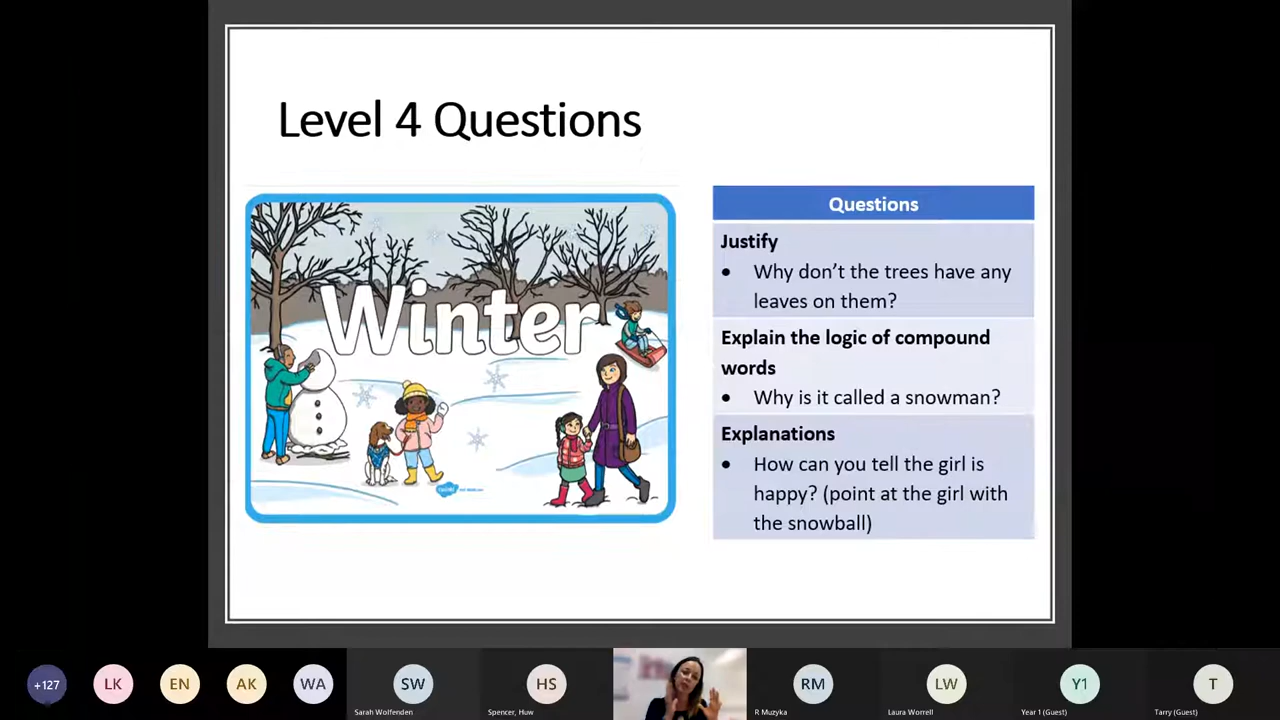 Level 4 Questions
Winter
Questions
Justify
• Why don't the trees have any
leaves on them?
Explain the logic of compound
words
• Why is it called a snowman?
Explanations
• How can you tell the girl is
happy? (point at the girl with
the snowball)
+127
LK
EN
AK
WA
SW
Sarah Wolfenden
HS
Spencer, Huw
RM
R Muzyka
LW
Laura Worrell
Y1
Year 1 (Guest)
T
Tarry (Guest)